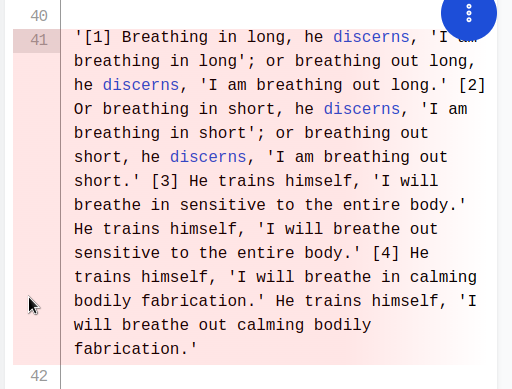 40
41 '[1] Breathing in long, he discerns, 'I am
breathing in long'; or breathing out long,
he discerns, 'I am breathing out long.' [2]
Or breathing in short, he discerns, 'I am
breathing in short'; or breathing out
short, he discerns, 'I am breathing out
short.' [3] He trains himself, 'I will
breathe in sensitive to the entire body.'
He trains himself, 'I will breathe out
sensitive to the entire body.' [4] He
trains himself, 'I will breathe in calming
bodily fabrication.' He trains himself, 'I
will breathe out calming bodily
fabrication.'
42